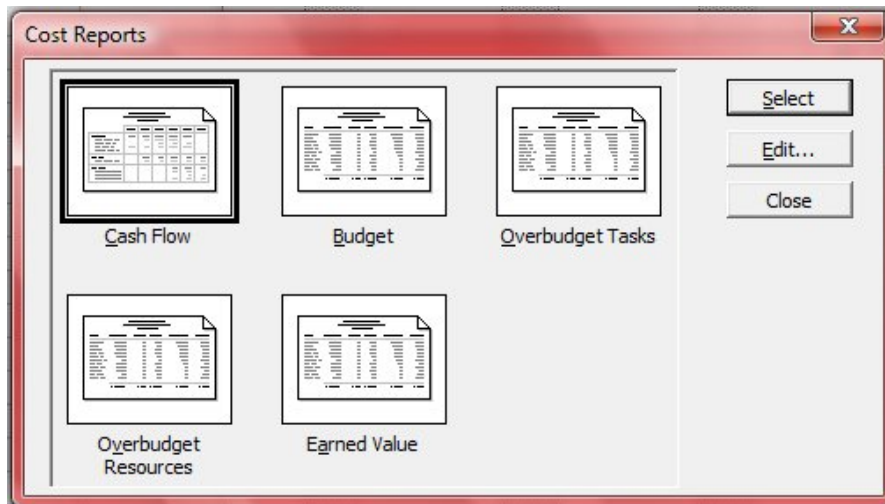 Cost Reports
Select
Edit...
Close
Cash Flow
Budget
Overbudget Tasks
Overbudget
Resources
Earned Value